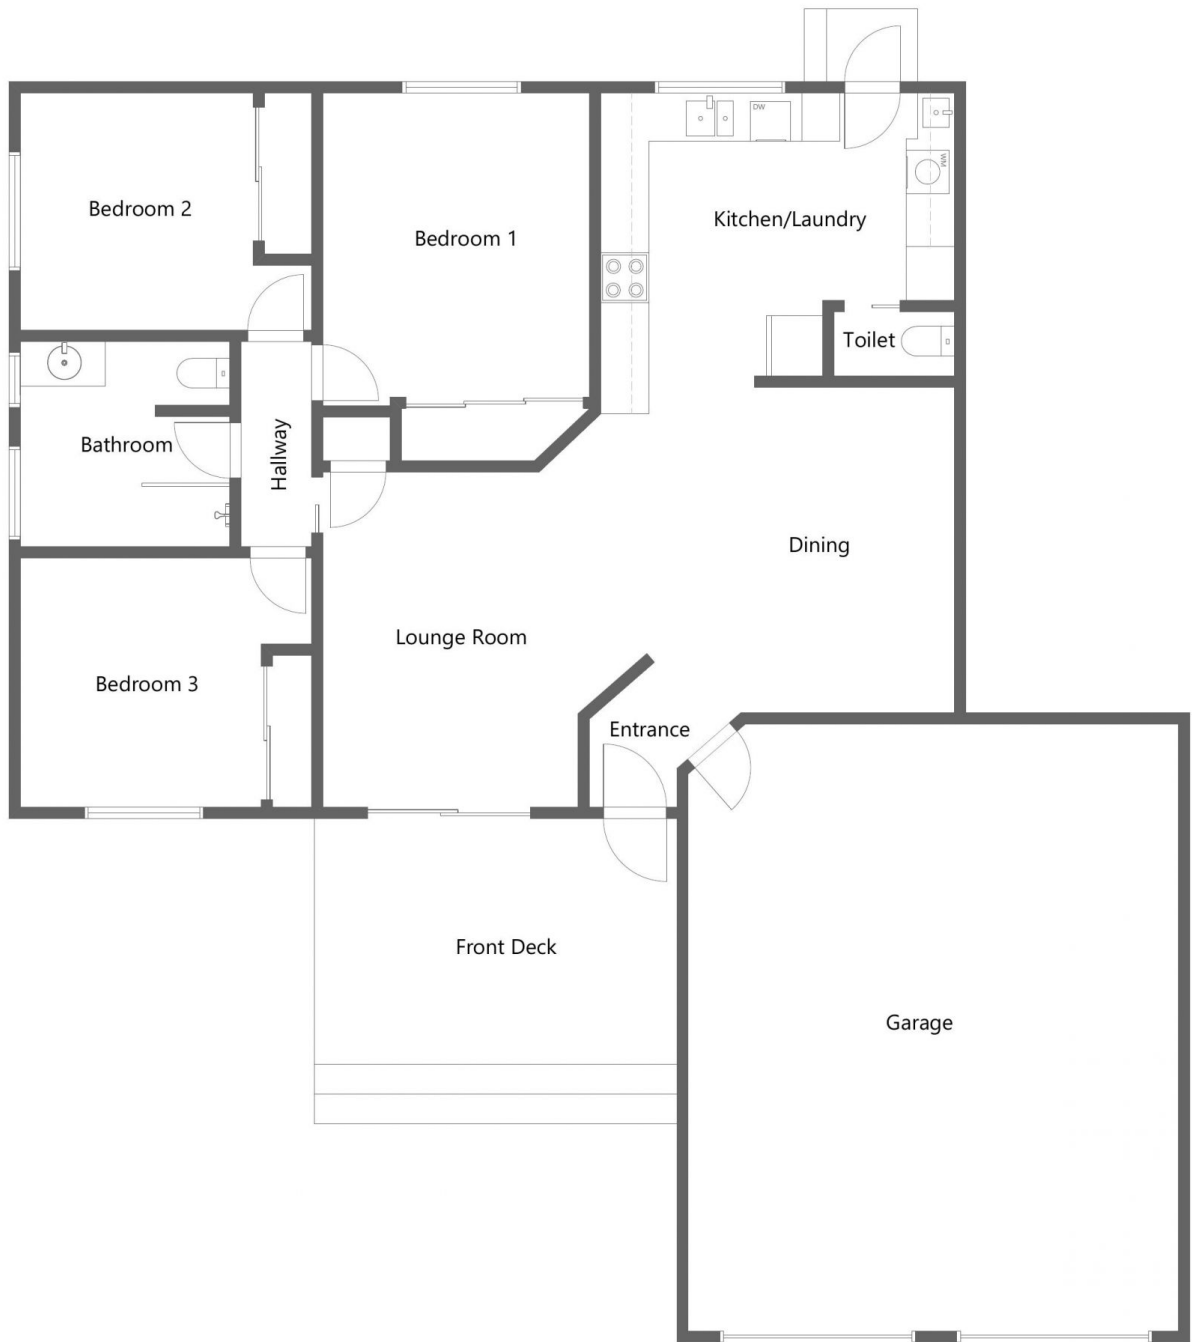 DW
WM
Bedroom 2
Kitchen/Laundry
Bedroom 1
Toilet
Bathroom
Hallway
Dining
Lounge Room
Bedroom 3
Entrance
Front Deck
Garage